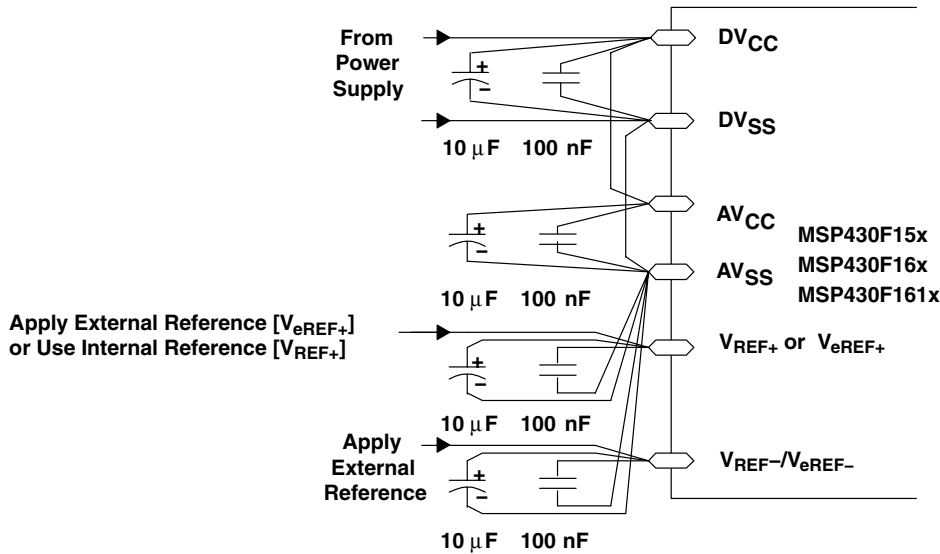 From
Power
Supply
DVCC
+
−
DVSS
10 μF 100 nF
AVCC
+
−
MSP430F15x
MSP430F16x
MSP430F161x
AVSS
10 μF 100 nF
Apply External Reference [VeREF+]
or Use Internal Reference [VREF+]
VREF+ or VeREF+
+
−
10 μF 100 nF
Apply
External
Reference
VREF−/VeREF−
+
−
10 μF 100 nF